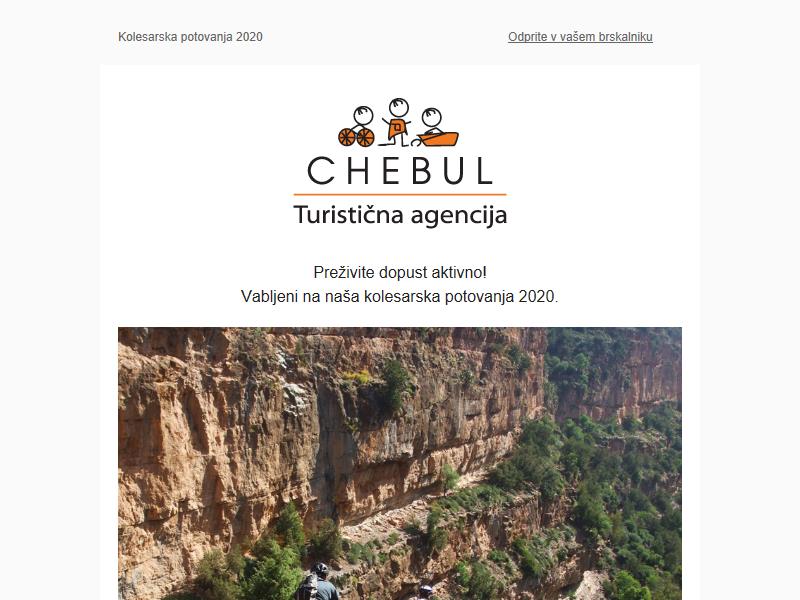 Kolesarska potovanja 2020
Odprite v vašem brskalniku
CHEBUL
Turistična agencija
Preživite dopust aktivno!
Vabljeni na naša kolesarska potovanja 2020.